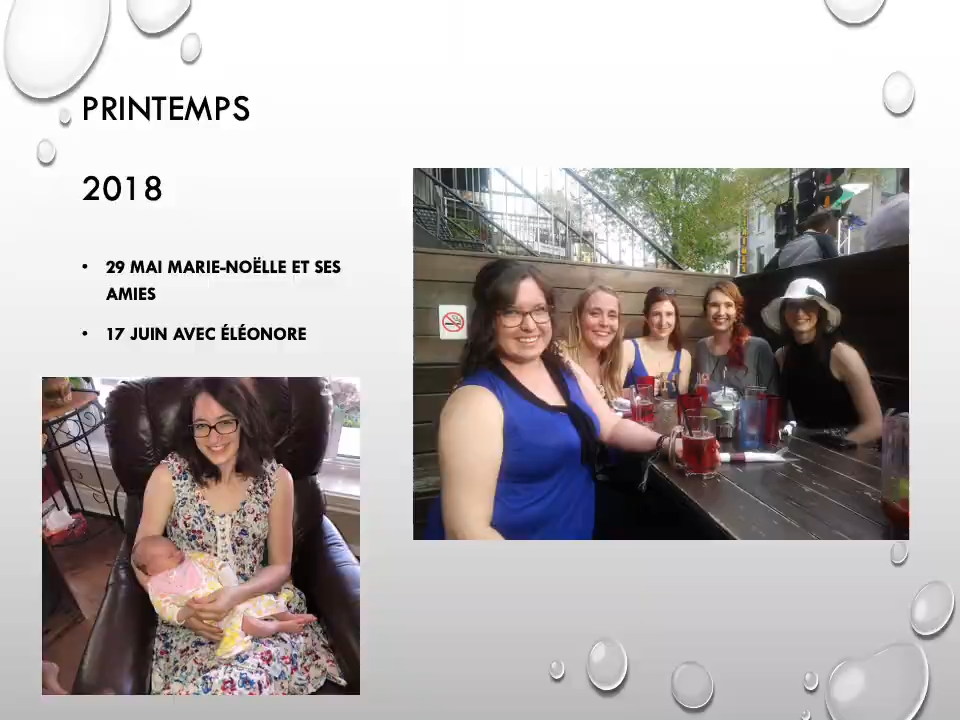 PRINTEMPS
2018
• 29 MAI MARIE-NOËLLE ET SES
AMIES
• 17 JUIN AVEC ÉLÉONORE